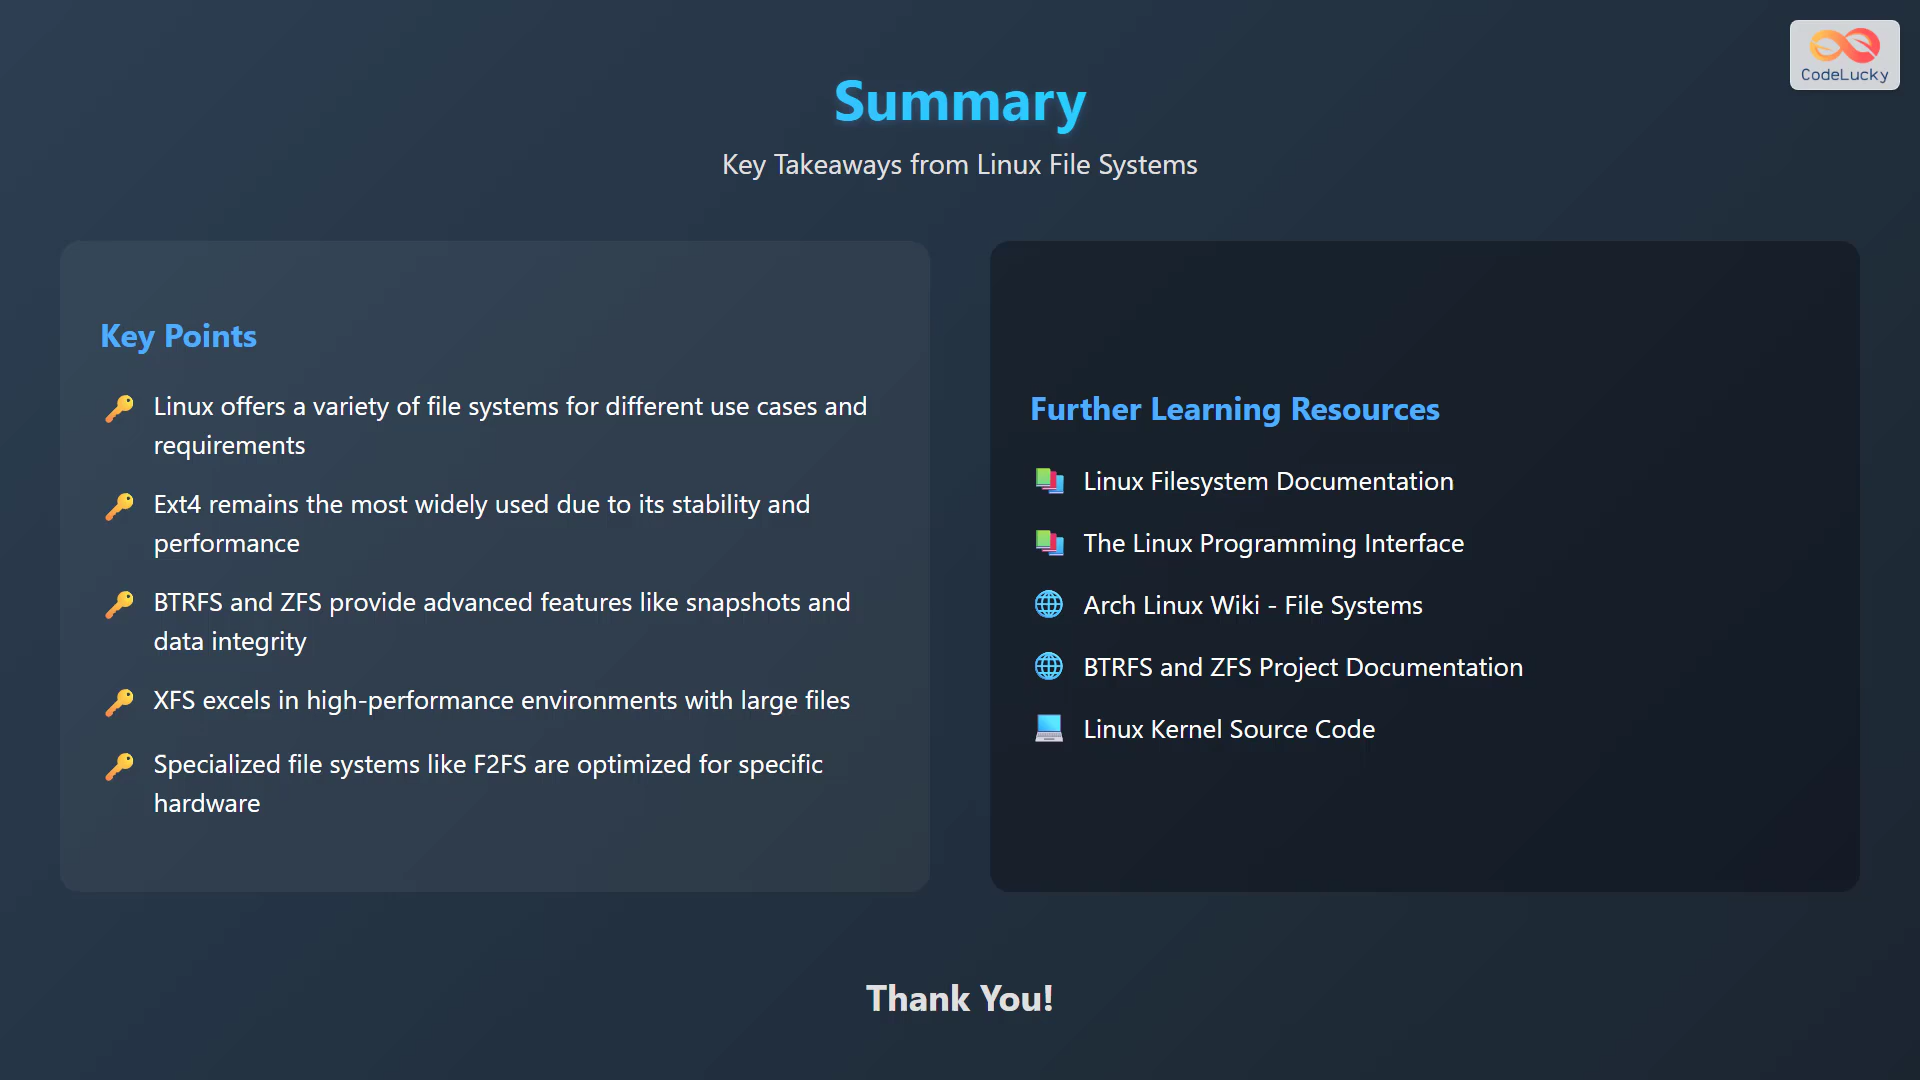 CodeLucky
Summary
Key Takeaways from Linux File Systems
Key Points
Linux offers a variety of file systems for different use cases and
requirements
Ext4 remains the most widely used due to its stability and
performance
BTRFS and ZFS provide advanced features like snapshots and
data integrity
XFS excels in high-performance environments with large files
Specialized file systems like F2FS are optimized for specific
hardware
Further Learning Resources
Linux Filesystem Documentation
The Linux Programming Interface
Arch Linux Wiki - File Systems
BTRFS and ZFS Project Documentation
Linux Kernel Source Code
Thank You!